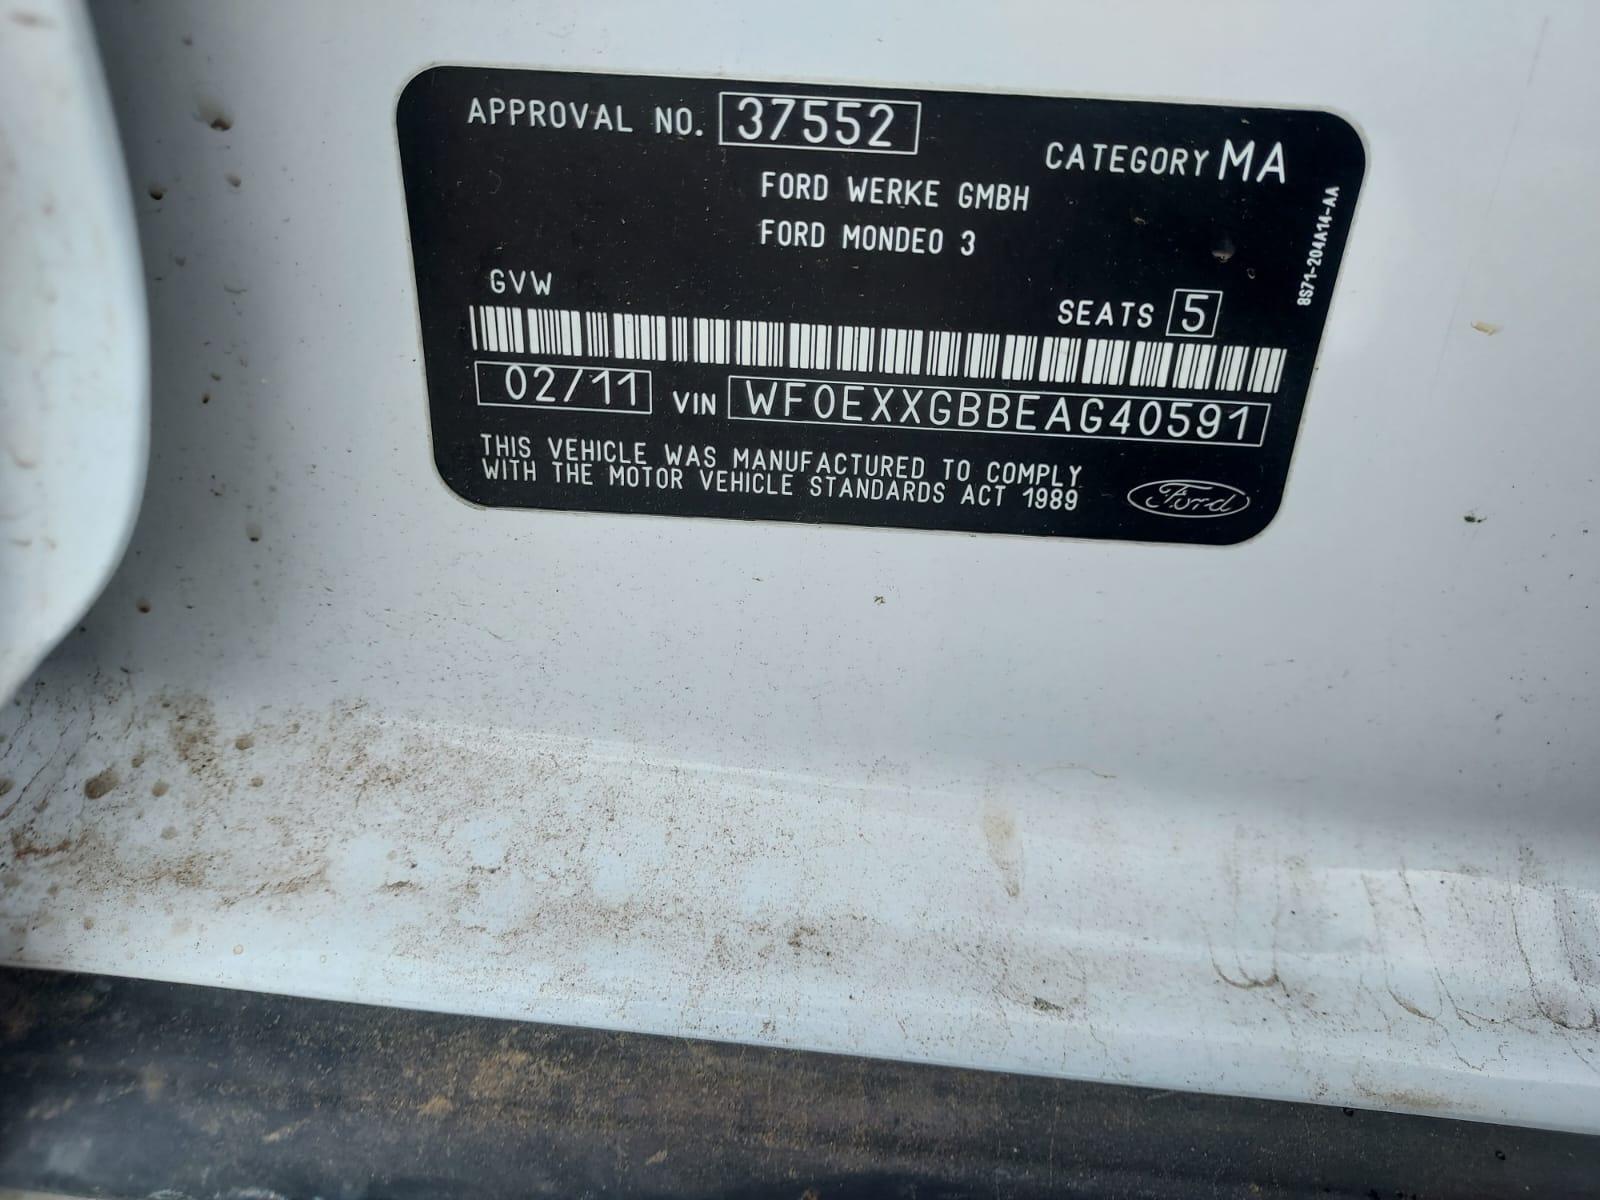 APPROVAL NO. 37552
CATEGORY MA
FORD WERKE GMBH
FORD MONDEO 3
8S71-204A14-AA
GVW
SEATS 5
02/11 VIN WF0EXXGBBEAG40591
THIS VEHICLE WAS MANUFACTURED TO COMPLY
WITH THE MOTOR VEHICLE STANDARDS ACT 1989
Ford